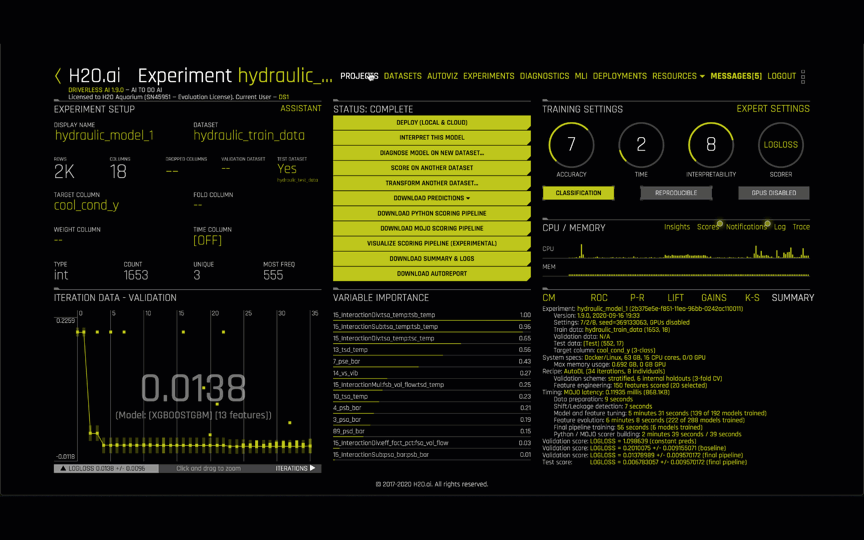 H2O.ai Experiment hydraulic_...
PROJECTS DATASETS AUTOVIZ EXPERIMENTS DIAGNOSTICS MLI DEPLOYMENTS RESOURCES MESSAGES[5] LOGOUT
DRIVERLESS AI 1.9.0 – AI TO DO AI
Licensed to H2O Aquarium (SN45951 – Evaluation License), Current User – DS1
EXPERIMENT SETUP
ASSISTANT
DISPLAY NAME
DATASET
hydraulic_model_1
hydraulic_train_data
ROWS
COLUMNS
DROPPED COLUMNS
VALIDATION DATASET
TEST DATASET
2K
18
--
--
Yes
hydraulic_test_data
TARGET COLUMN
FOLD COLUMN
cool_cond_y
--
WEIGHT COLUMN
TIME COLUMN
--
[OFF]
TYPE
COUNT
UNIQUE
MOST FREQ
int
1653
3
555
STATUS: COMPLETE
DEPLOY (LOCAL & CLOUD)
INTERPRET THIS MODEL
DIAGNOSE MODEL ON NEW DATASET...
SCORE ON ANOTHER DATASET
TRANSFORM ANOTHER DATASET...
DOWNLOAD PREDICTIONS
DOWNLOAD PYTHON SCORING PIPELINE
DOWNLOAD MOJO SCORING PIPELINE
VISUALIZE SCORING PIPELINE (EXPERIMENTAL)
DOWNLOAD SUMMARY & LOGS
DOWNLOAD AUTOREPORT
TRAINING SETTINGS
EXPERT SETTINGS
7
2
8
LOGLOSS
ACCURACY
TIME
INTERPRETABILITY
SCORER
CLASSIFICATION
REPRODUCIBLE
GPUS DISABLED
CPU / MEMORY
Insights
Scores
Notifications
Log
Trace
CPU
MEM
ITERATION DATA - VALIDATION
0 5 10 15 20 25 30 35
0.2259
0.0138
(Model: [XGBOOSTGBM] [13 features])
-0.0118
LOGLOSS 0.0138 +/- 0.0096
Click and drag to zoom
ITERATIONS
VARIABLE IMPORTANCE
15_InteractionDiv:tsa_temp:tsb_temp 1.00
15_InteractionSub:tsa_temp:tsb_temp 0.96
15_InteractionDiv:tsa_temp:tsc_temp 0.65
13_tsd_temp 0.56
7_pse_bar 0.43
14_vs_vib 0.27
15_InteractionMul:fsb_vol_flow:tsd_temp 0.25
10_tsa_temp 0.23
4_psb_bar 0.21
3_psa_bar 0.19
89_psd_bar 0.15
15_InteractionDiv:eff_fact_pct:fsa_vol_flow 0.03
15_InteractionSub:psa_bar:psb_bar 0.01
CM
ROC
P-R
LIFT
GAINS
K-S
SUMMARY
Experiment: hydraulic_model_1 (2b375e5e-f851-11ea-96bb-0242ac110011)
Version: 1.9.0, 2020-09-16 19:33
Settings: 7/2/8, seed=369133063, GPUs disabled
Train data: hydraulic_train_data (1653, 18)
Validation data: N/A
Test data: [Test] (552, 17)
Target column: cool_cond_y (3-class)
System specs: Docker/Linux, 63 GB, 16 CPU cores, 0/0 GPU
Max memory usage: 0.692 GB, 0 GB GPU
Recipe: AutoDL (34 iterations, 8 individuals)
Validation scheme: stratified, 6 internal holdouts (3-fold CV)
Feature engineering: 150 features scored (20 selected)
Timing: MOJO latency: 0.11935 millis (868.1KB)
Data preparation: 9 seconds
Shift/Leakage detection: 7 seconds
Model and feature tuning: 5 minutes 31 seconds (139 of 192 models trained)
Feature evolution: 6 minutes 8 seconds (222 of 288 models trained)
Final pipeline training: 56 seconds (6 models trained)
Python / MOJO scorer building: 2 minutes 39 seconds / 39 seconds
Validation score: LOGLOSS = 1.098639 (constant preds)
Validation score: LOGLOSS = 0.2010075 +/- 0.009155071 (baseline)
Validation score: LOGLOSS = 0.01378989 +/- 0.009570172 (final pipeline)
Test score: LOGLOSS = 0.006783057 +/- 0.009570172 (final pipeline)
© 2017-2020 H2O.ai. All rights reserved.